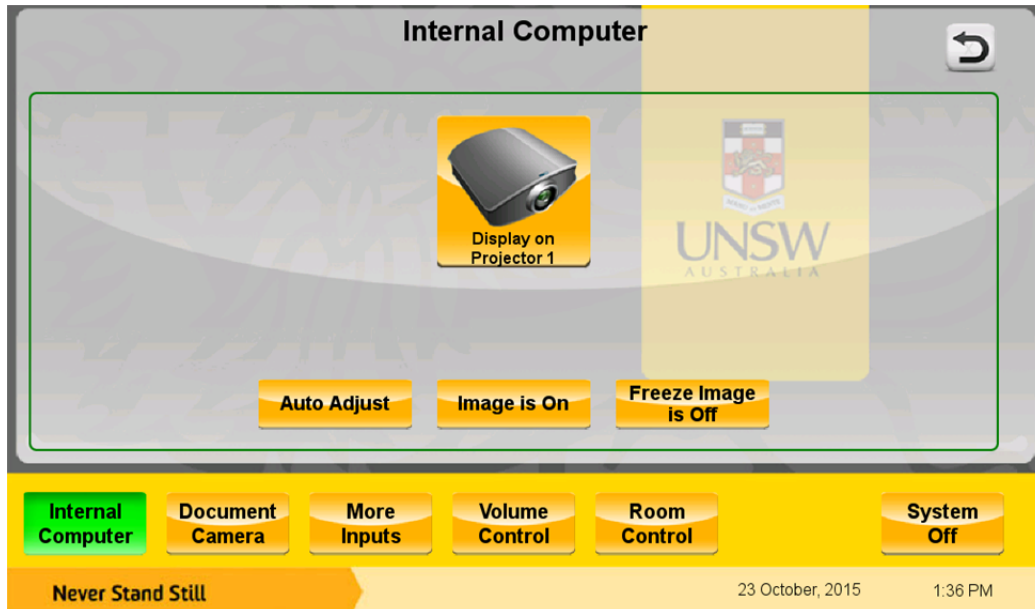 Internal Computer
Display on
Projector 1
UNSW
AUSTRALIA
Auto Adjust
Image is On
Freeze Image
is Off
Internal
Computer
Document
Camera
More
Inputs
Volume
Control
Room
Control
System
Off
Never Stand Still
23 October, 2015
1:36 PM